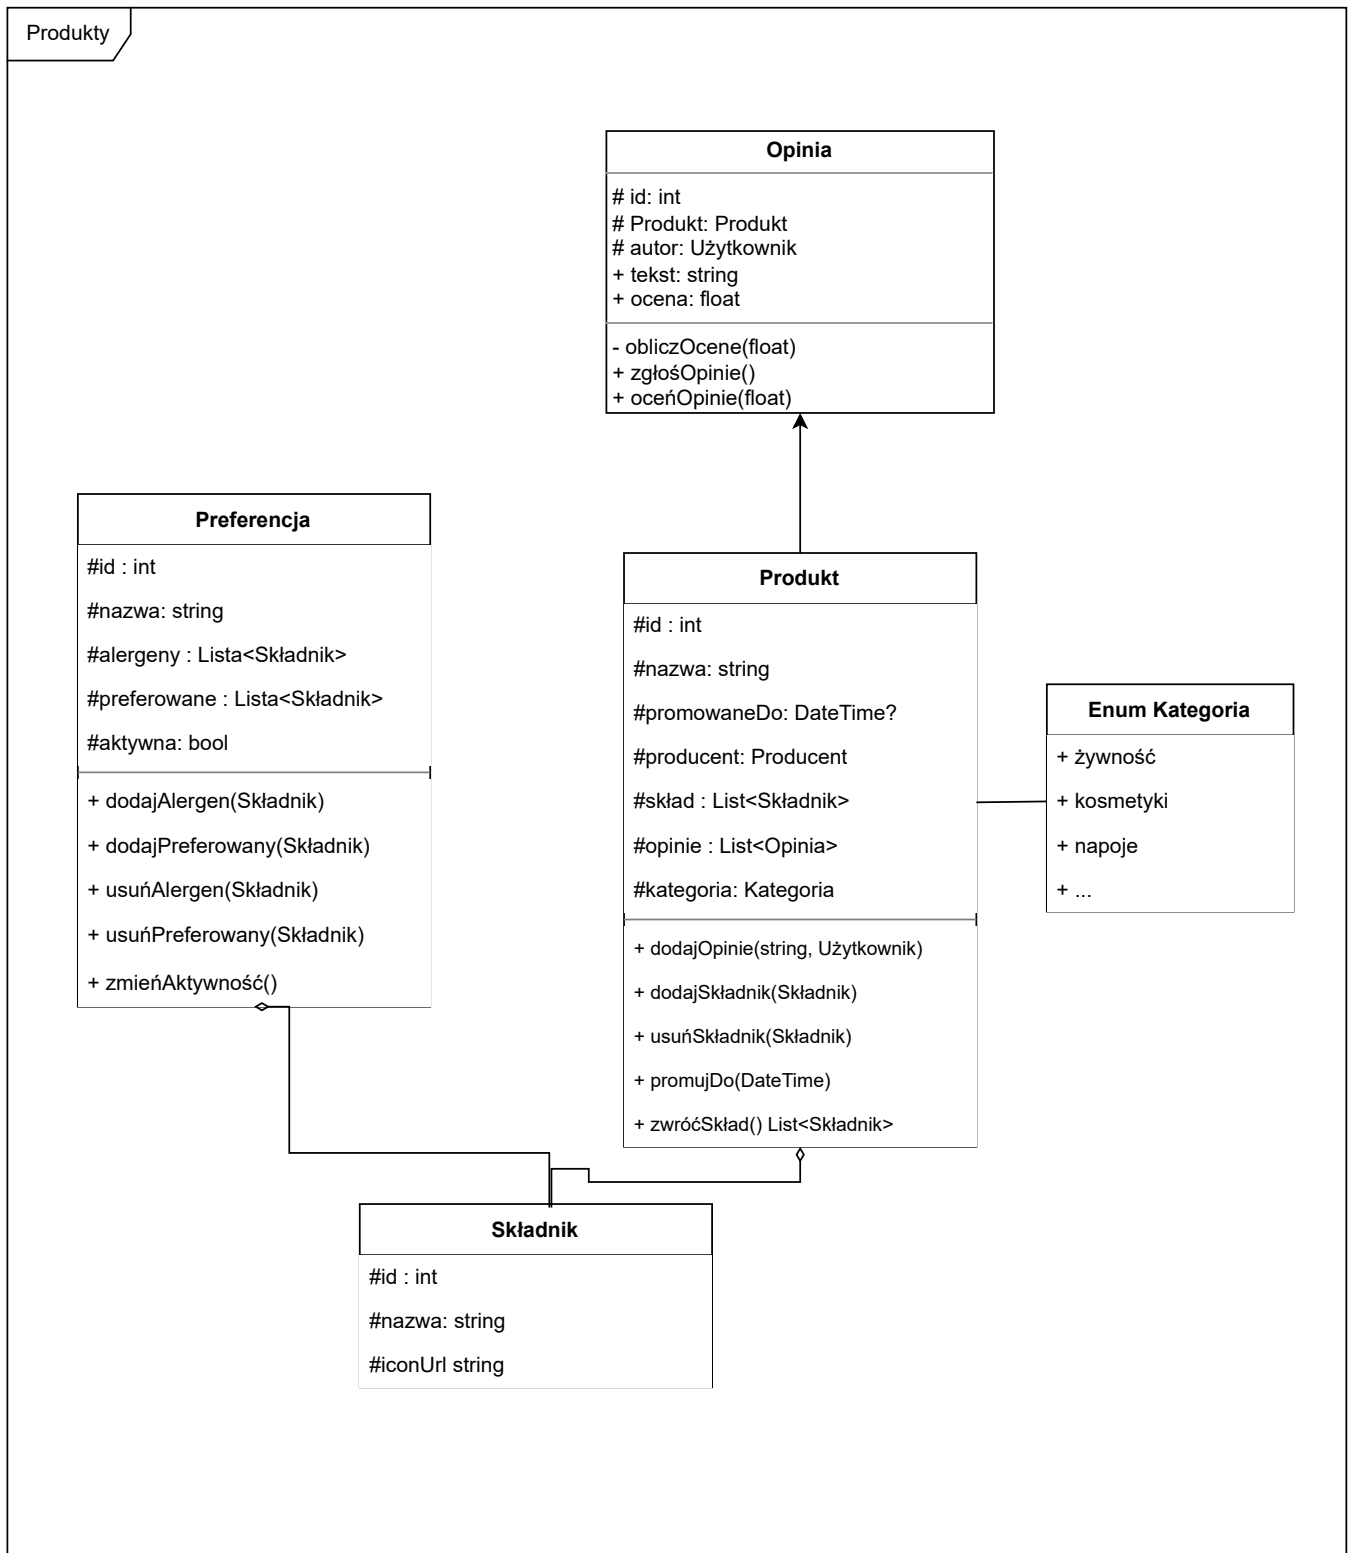 Produkty
Opinia
# id: int
# Produkt: Produkt
# autor: Użytkownik
+ tekst: string
+ ocena: float
- obliczOcene(float)
+ zgłośOpinie()
+ oceńOpinie(float)
Preferencja
#id : int
#nazwa: string
#alergeny : Lista<Składnik>
#preferowane : Lista<Składnik>
#aktywna: bool
+ dodajAlergen(Składnik)
+ dodajPreferowany(Składnik)
+ usuńAlergen(Składnik)
+ usuńPreferowany(Składnik)
+ zmieńAktywność()
Produkt
#id : int
#nazwa: string
#promowaneDo: DateTime?
#producent: Producent
#skład : List<Składnik>
#opinie : List<Opinia>
#kategoria: Kategoria
+ dodajOpinie(string, Użytkownik)
+ dodajSkładnik(Składnik)
+ usuńSkładnik(Składnik)
+ promujDo(DateTime)
+ zwróćSkład() List<Składnik>
Enum Kategoria
+ żywność
+ kosmetyki
+ napoje
+ ...
Składnik
#id : int
#nazwa: string
#iconUrl string